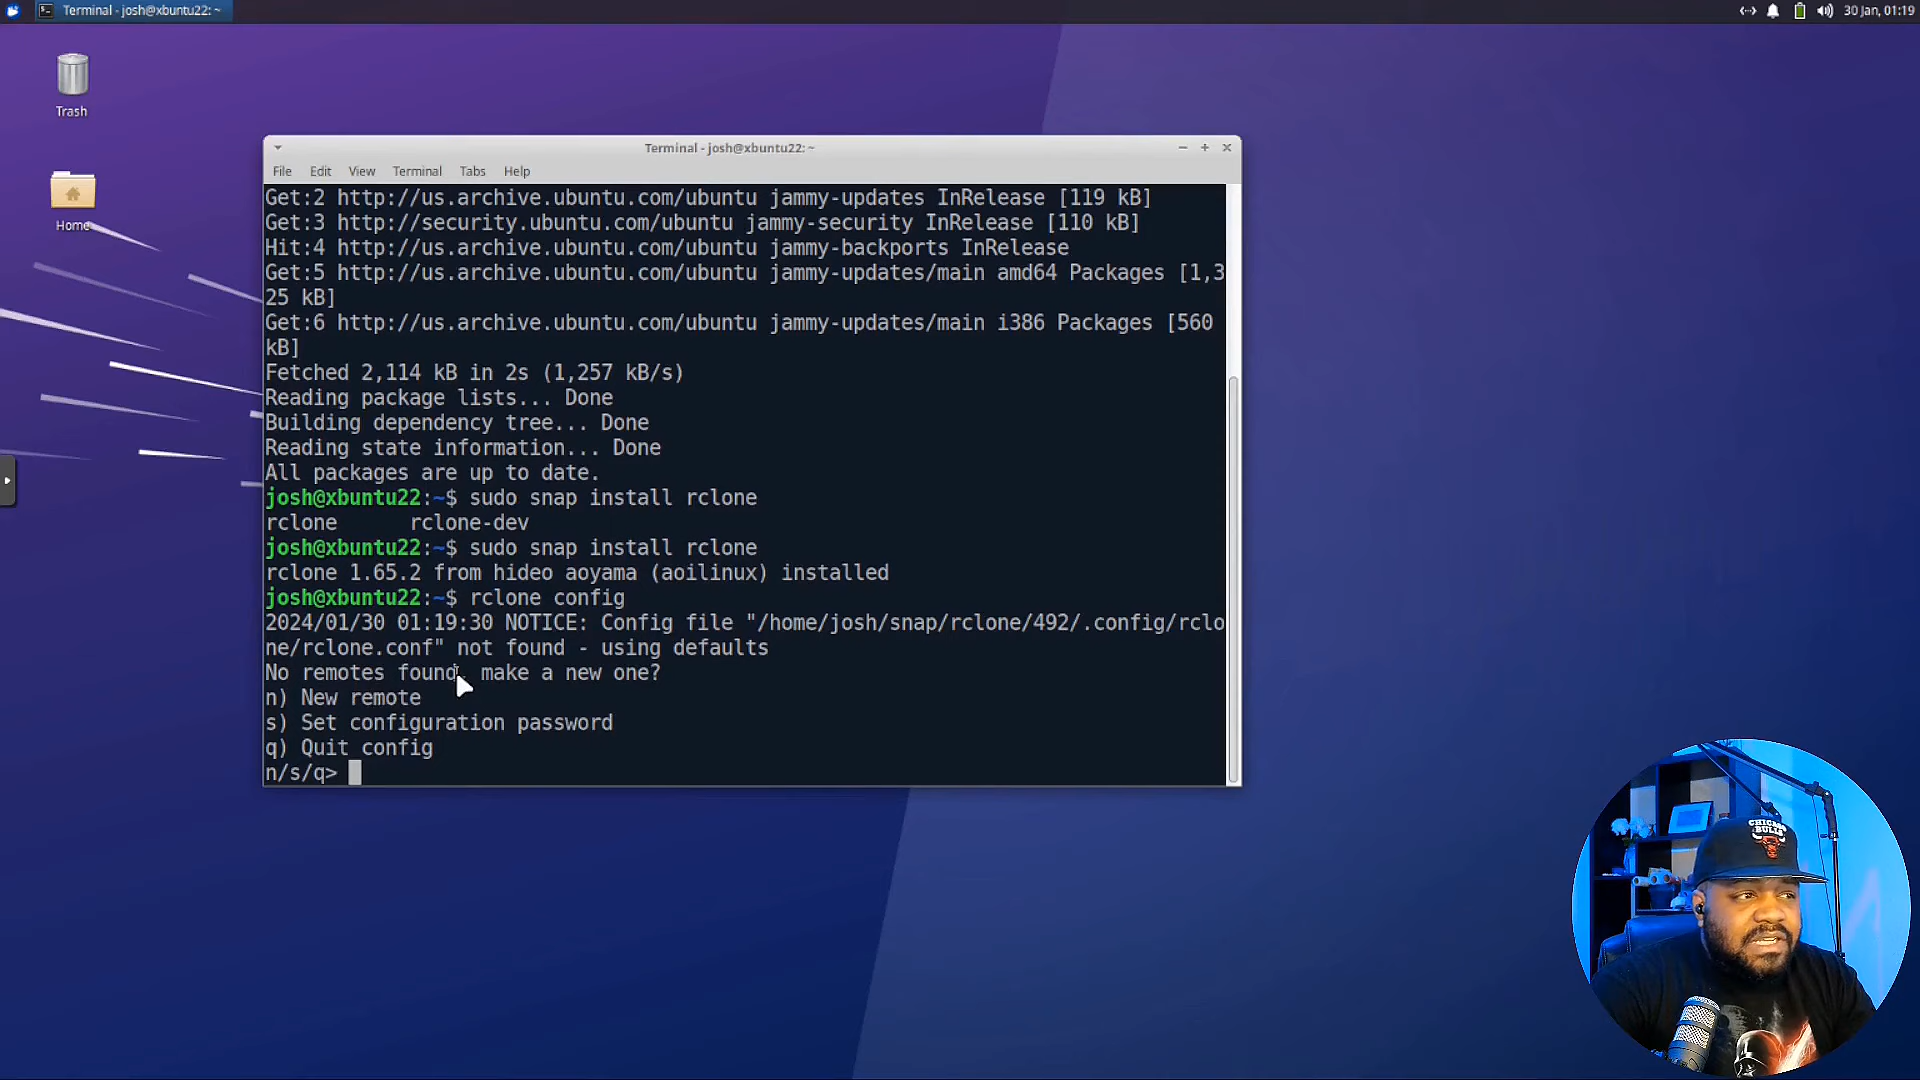 Terminal - josh@xbuntu22: ~
30 Jan, 01:19
Trash
Home
Terminal - josh@xbuntu22: ~
File Edit View Terminal Tabs Help
Get:2 http://us.archive.ubuntu.com/ubuntu jammy-updates InRelease [119 kB]
Get:3 http://security.ubuntu.com/ubuntu jammy-security InRelease [110 kB]
Hit:4 http://us.archive.ubuntu.com/ubuntu jammy-backports InRelease
Get:5 http://us.archive.ubuntu.com/ubuntu jammy-updates/main amd64 Packages [1,3
25 kB]
Get:6 http://us.archive.ubuntu.com/ubuntu jammy-updates/main i386 Packages [560
kB]
Fetched 2,114 kB in 2s (1,257 kB/s)
Reading package lists... Done
Building dependency tree... Done
Reading state information... Done
All packages are up to date.
josh@xbuntu22:~$ sudo snap install rclone
rclone rclone-dev
josh@xbuntu22:~$ sudo snap install rclone
rclone 1.65.2 from hideo aoyama (aoilinux) installed
josh@xbuntu22:~$ rclone config
2024/01/30 01:19:30 NOTICE: Config file "/home/josh/snap/rclone/492/.config/rclo
ne/rclone.conf" not found - using defaults
No remotes found, make a new one?
n) New remote
s) Set configuration password
q) Quit config
n/s/q>
CHICAGO
BULLS